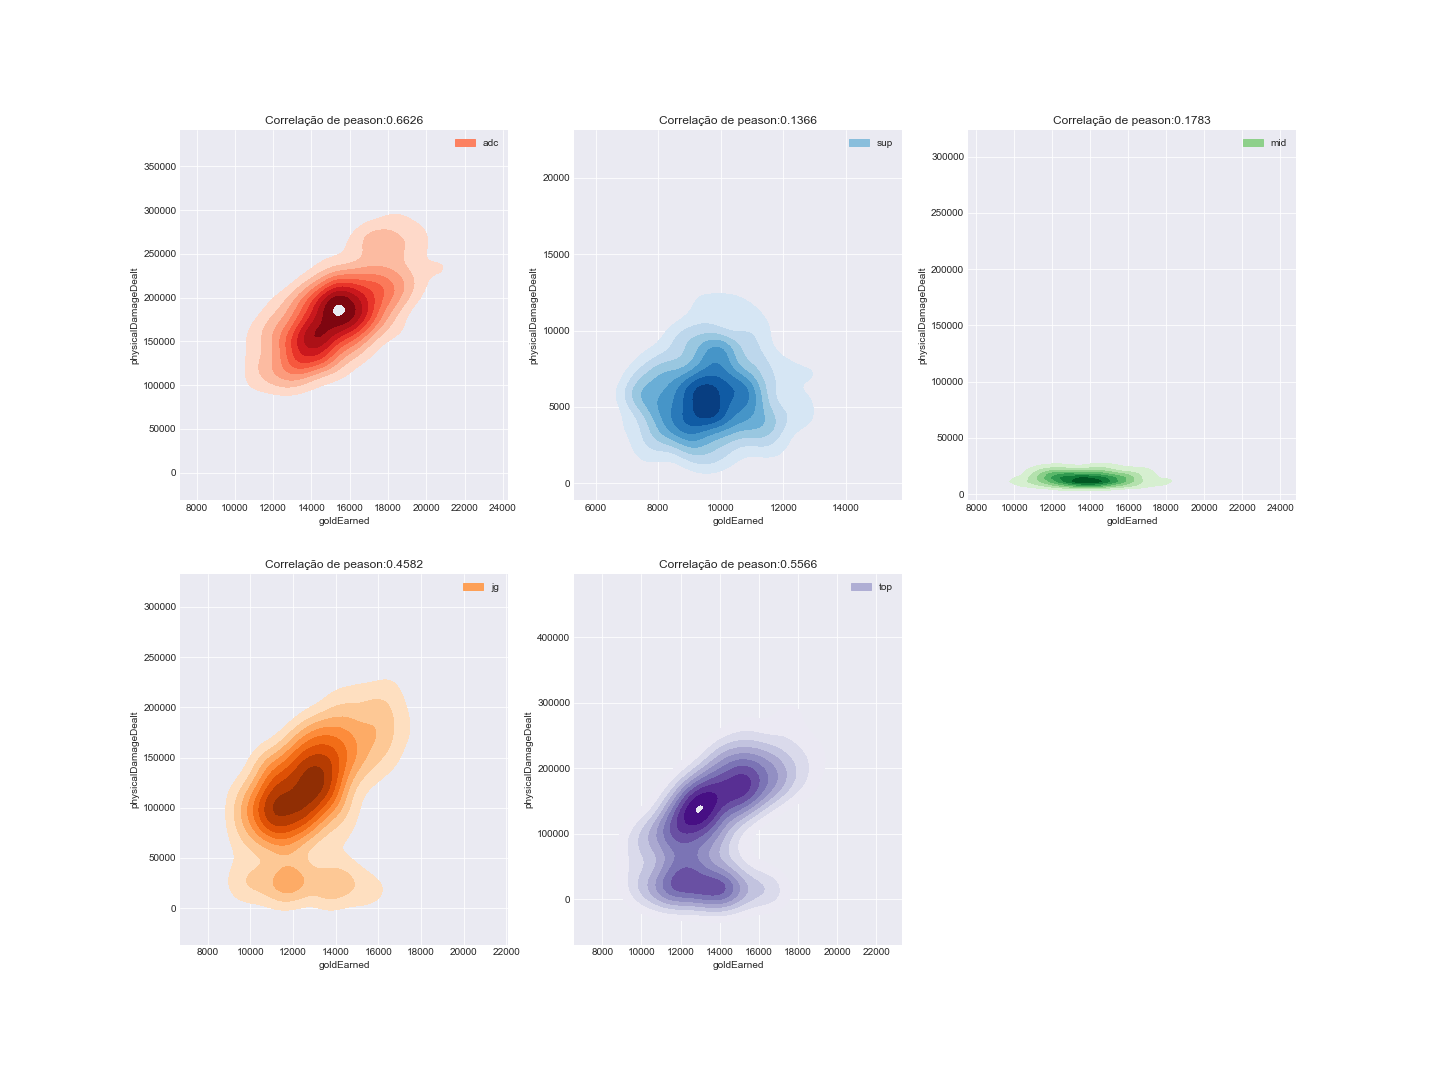 Correlação de peason:0.6626
adc
350000
300000
250000
200000
150000
100000
50000
0
physicalDamageDealt
8000 10000 12000 14000 16000 18000 20000 22000 24000
goldEarned
Correlação de peason:0.1366
sup
20000
15000
10000
5000
0
physicalDamageDealt
6000 8000 10000 12000 14000
goldEarned
Correlação de peason:0.1783
mid
300000
250000
200000
150000
100000
50000
0
physicalDamageDealt
8000 10000 12000 14000 16000 18000 20000 22000 24000
goldEarned
Correlação de peason:0.4582
jg
300000
250000
200000
150000
100000
50000
0
physicalDamageDealt
8000 10000 12000 14000 16000 18000 20000 22000
goldEarned
Correlação de peason:0.5566
top
400000
300000
200000
100000
0
physicalDamageDealt
8000 10000 12000 14000 16000 18000 20000 22000
goldEarned